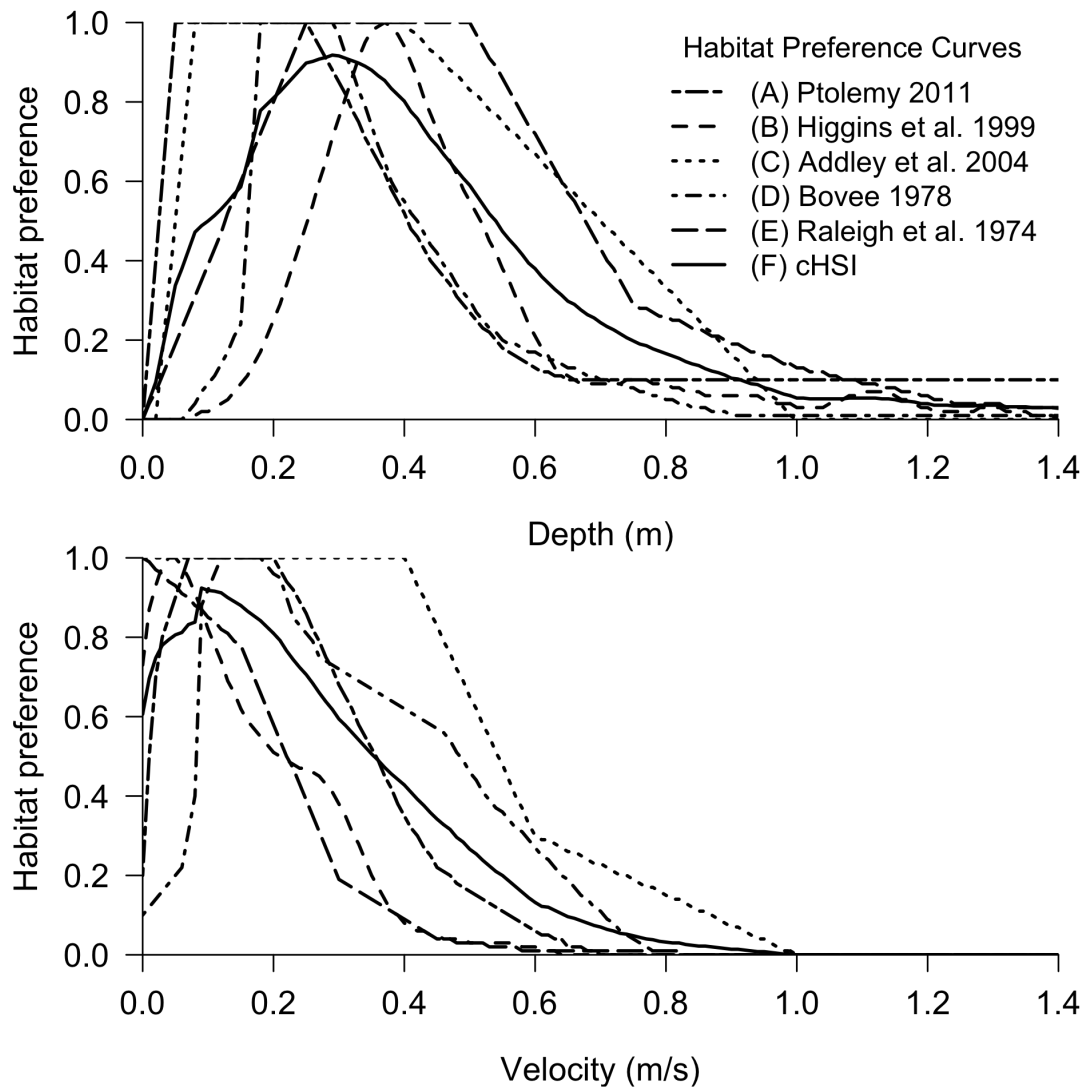 Habitat preference
1.0
0.8
0.6
0.4
0.2
0.0
Habitat Preference Curves
(A) Ptolemy 2011
(B) Higgins et al. 1999
(C) Addley et al. 2004
(D) Bovee 1978
(E) Raleigh et al. 1974
(F) cHSI
0.0 0.2 0.4 0.6 0.8 1.0 1.2 1.4
Depth (m)
Habitat preference
1.0
0.8
0.6
0.4
0.2
0.0
0.0 0.2 0.4 0.6 0.8 1.0 1.2 1.4
Velocity (m/s)